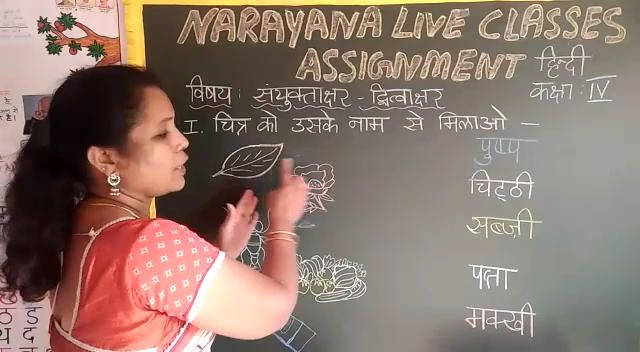 NARAYANA LIVE CLASSES
ASSIGNMENT
हिन्दी
कक्षा : IV
विषय : संयुक्ताक्षर - द्वित्वाक्षर
I. चित्र को उसके नाम से मिलाओ -
पुष्प
चिट्ठी
सब्ज़ी
पता
मक्खी